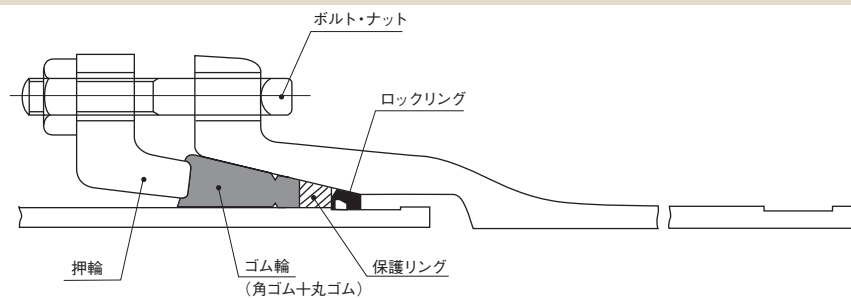 ボルト・ナット
ロックリング
押輪
ゴム輪
（角ゴム十丸ゴム）
保護リング